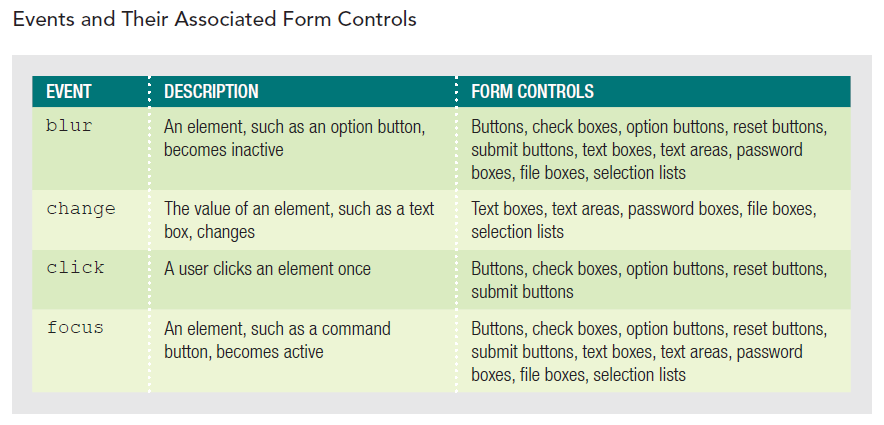 Events and Their Associated Form Controls
EVENT DESCRIPTION FORM CONTROLS
blur An element, such as an option button, Buttons, check boxes, option buttons, reset buttons,
becomes inactive submit buttons, text boxes, text areas, password
boxes, file boxes, selection lists
change The value of an element, such as a text Text boxes, text areas, password boxes, file boxes,
box, changes selection lists
click A user clicks an element once Buttons, check boxes, option buttons, reset buttons,
submit buttons
focus An element, such as a command Buttons, check boxes, option buttons, reset buttons,
button, becomes active submit buttons, text boxes, text areas, password
boxes, file boxes, selection lists